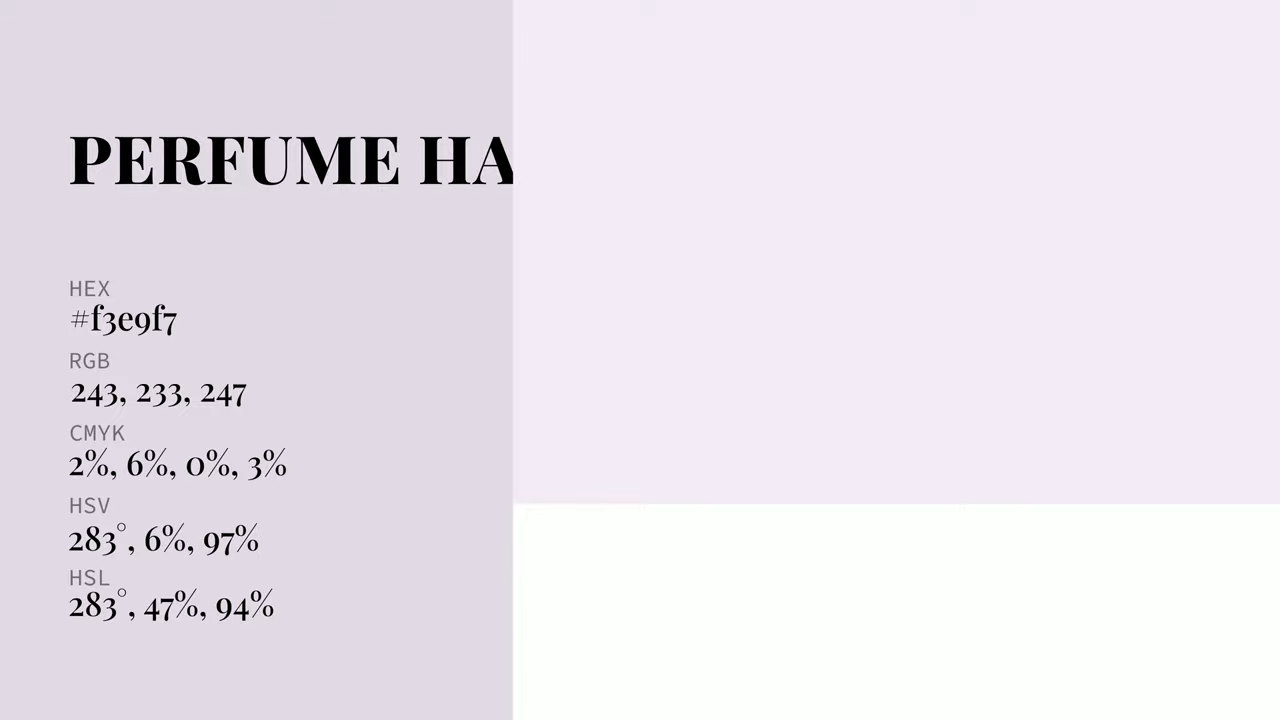 PERFUME HA
HEX
#f3e9f7
RGB
243, 233, 247
CMYK
2%, 6%, 0%, 3%
HSV
283°, 6%, 97%
HSL
283°, 47%, 94%